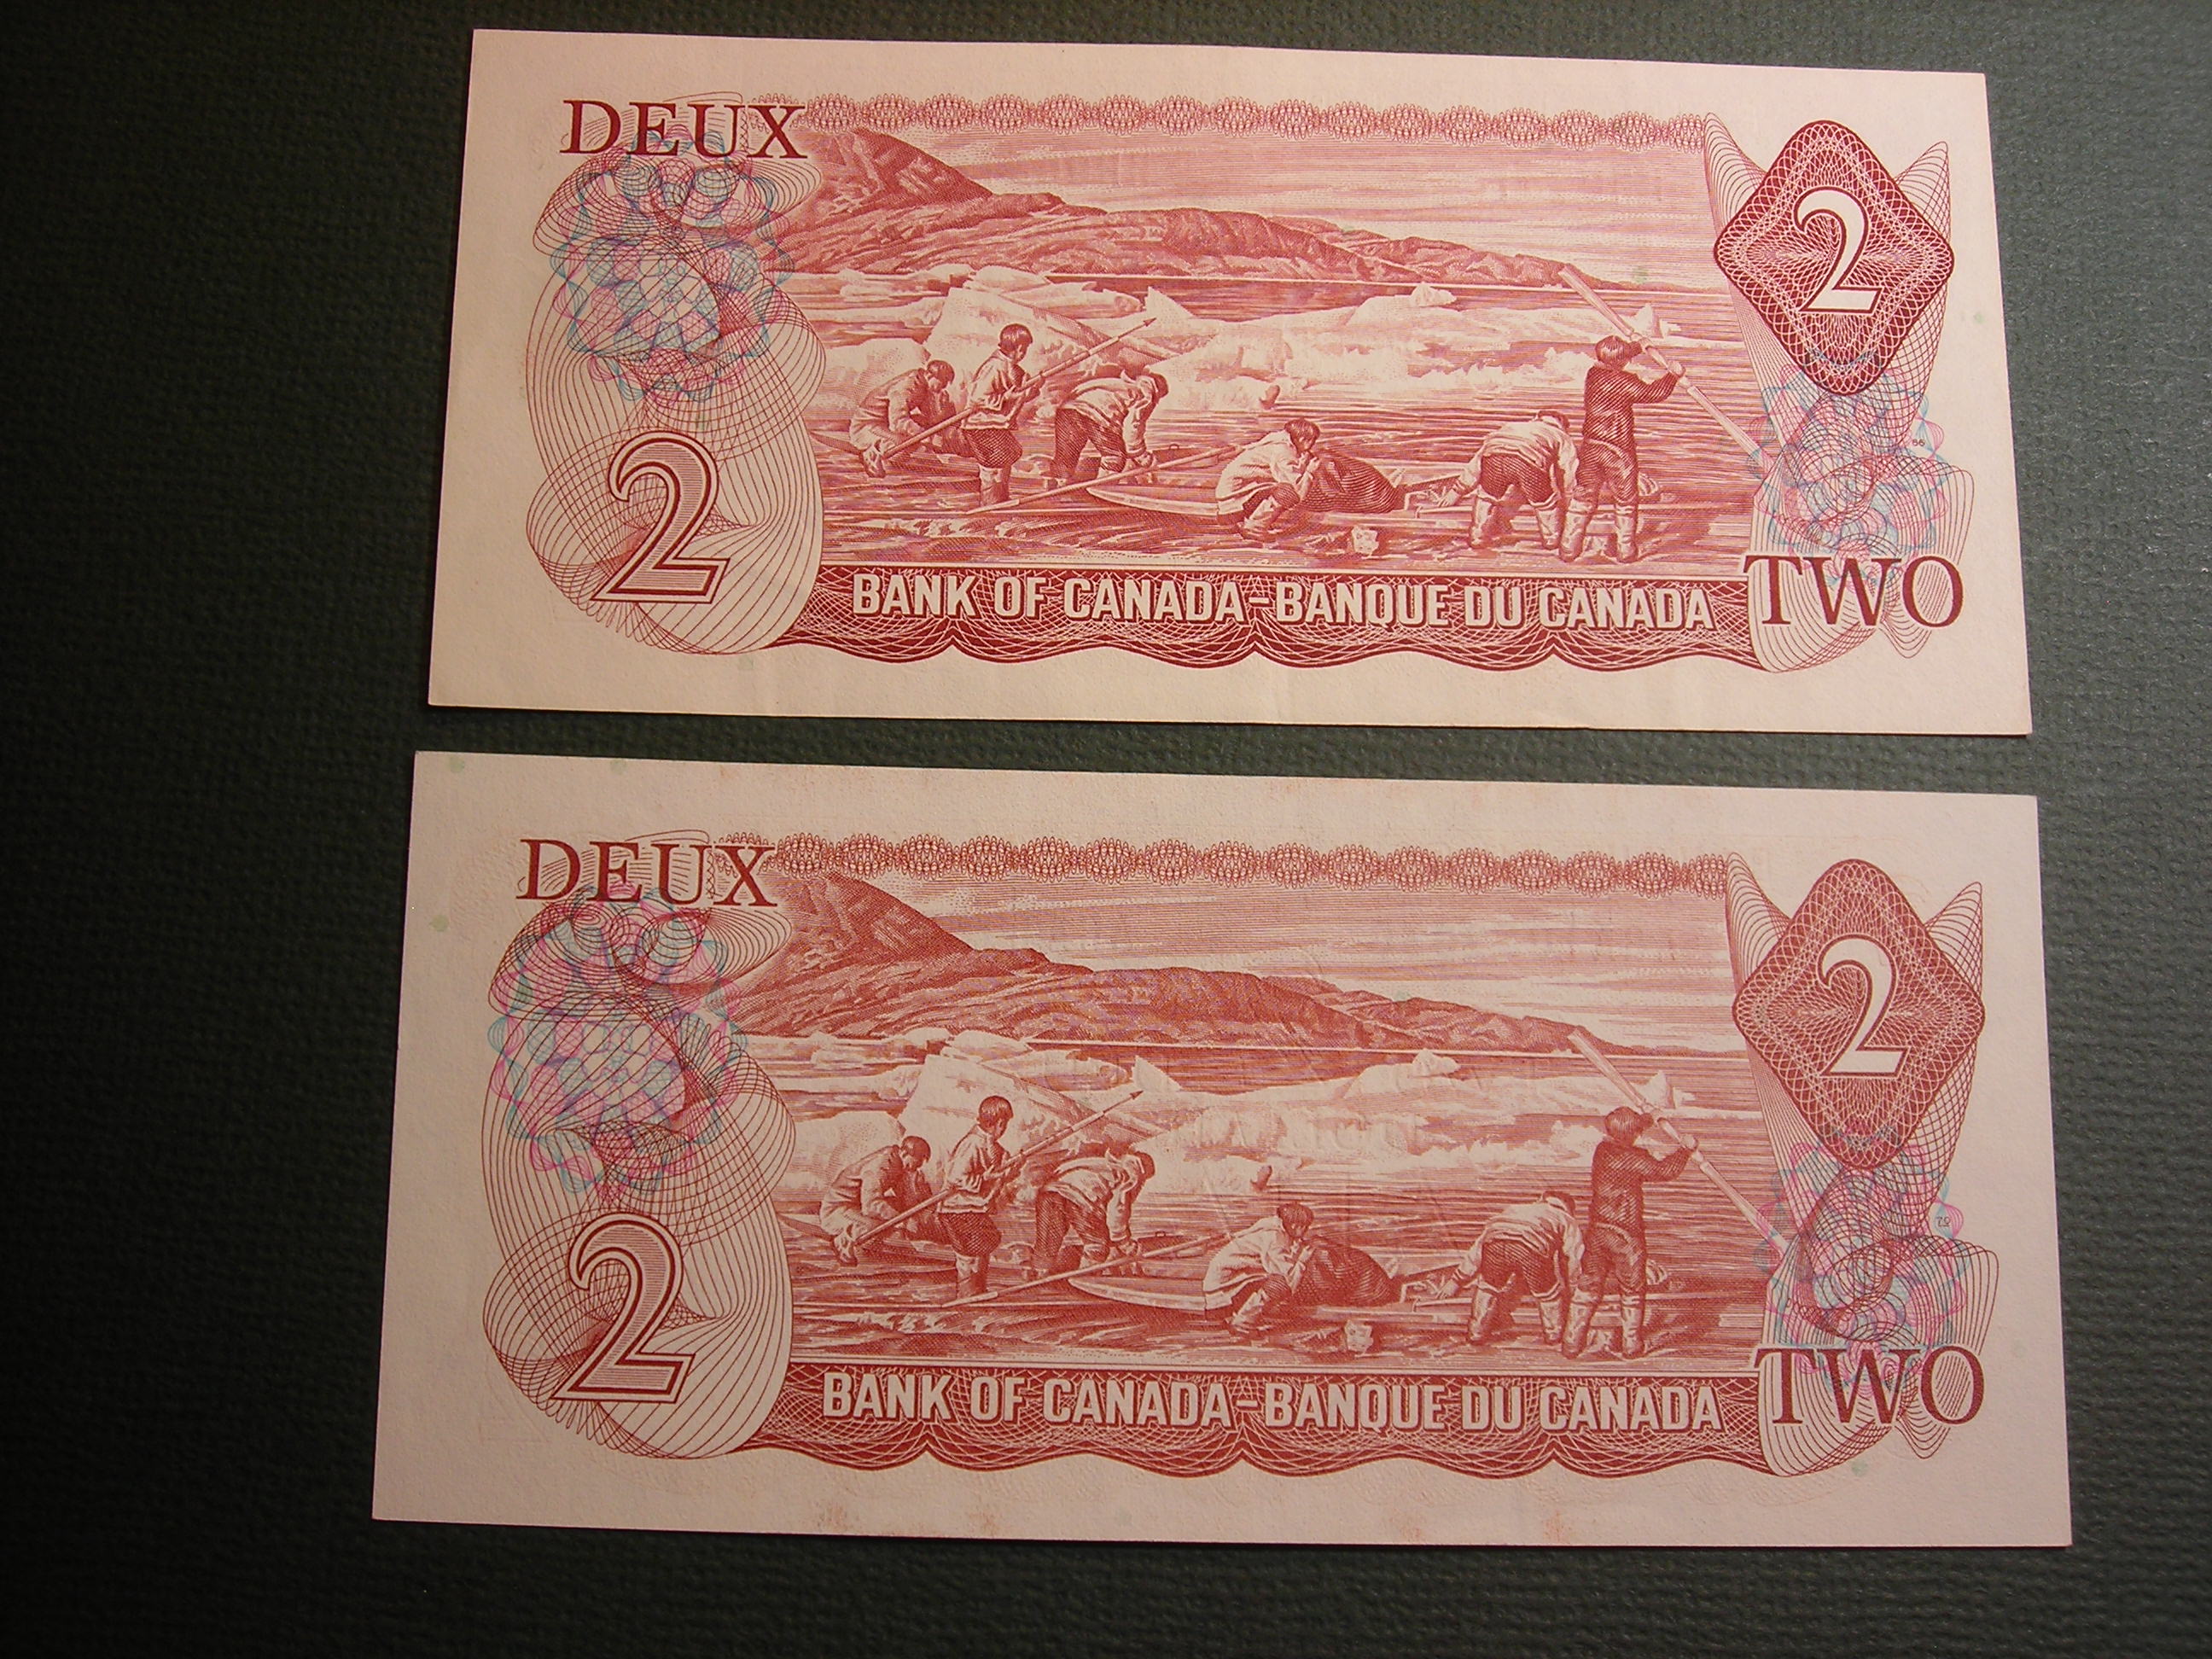 DEUX
2
2
BANK OF CANADA-BANQUE DU CANADA
TWO
DEUX
2
2
BANK OF CANADA-BANQUE DU CANADA
TWO